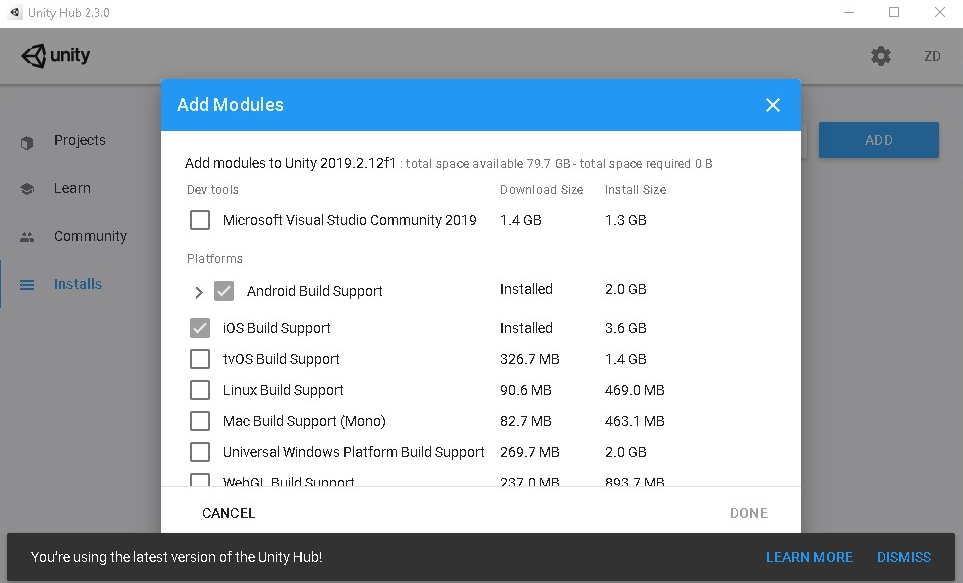 Unity Hub 2.3.0
unity
ZD
Add Modules
Projects
Learn
Community
Installs
ADD
Add modules to Unity 2019.2.12f1 : total space available 79.7 GB - total space required 0 B
Dev tools Download Size Install Size
Microsoft Visual Studio Community 2019 1.4 GB 1.3 GB
Platforms
Android Build Support Installed 2.0 GB
iOS Build Support Installed 3.6 GB
tvOS Build Support 326.7 MB 1.4 GB
Linux Build Support 90.6 MB 469.0 MB
Mac Build Support (Mono) 82.7 MB 463.1 MB
Universal Windows Platform Build Support 269.7 MB 2.0 GB
WebGL Build Support 237.0 MB 893.7 MB
CANCEL DONE
You're using the latest version of the Unity Hub! LEARN MORE DISMISS